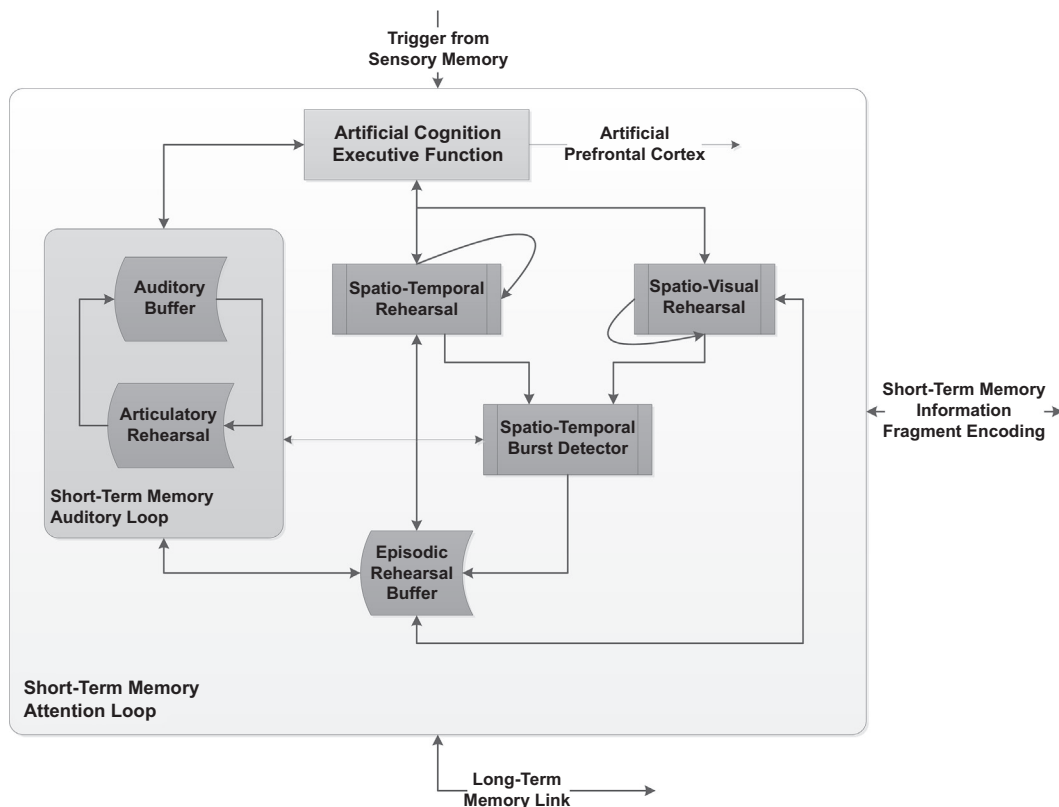 Trigger from
Sensory Memory
Artificial Cognition
Executive Function
Artificial
Prefrontal Cortex
Auditory
Buffer
Spatio-Temporal
Rehearsal
Spatio-Visual
Rehearsal
Articulatory
Rehearsal
Spatio-Temporal
Burst Detector
Short-Term Memory
Information
Fragment Encoding
Short-Term Memory
Auditory Loop
Episodic
Rehearsal
Buffer
Short-Term Memory
Attention Loop
Long-Term
Memory Link